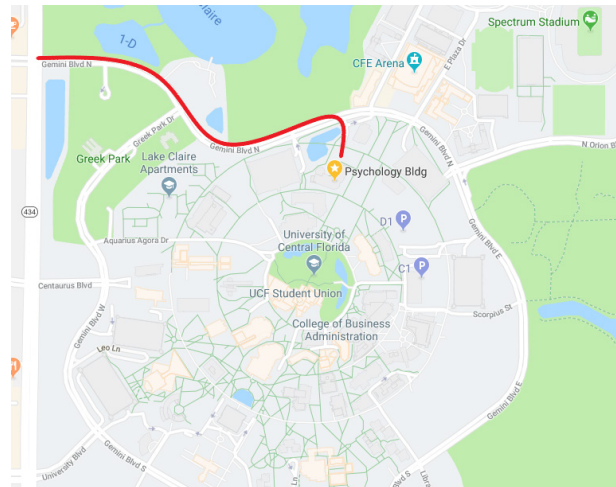 Claire
1-D
Spectrum Stadium
E Plaza Dr
CFE Arena
Gemini Blvd N
Greek Park Dr
Gemini Blvd N
Gemini Blvd N
N Orion Bl
Greek Park
Lake Claire
Apartments
Psychology Bldg
434
D1
P
University of
Central Florida
Gemini Blvd E
Aquarius Agora Dr
C1
P
Centaurus Blvd
UCF Student Union
Scorpius St
College of Business
Administration
Gemini Blvd W
Leo Ln
Gemini Blvd E
University Blvd
Gemini Blvd S
Ln
Gemini Blvd S
Libra